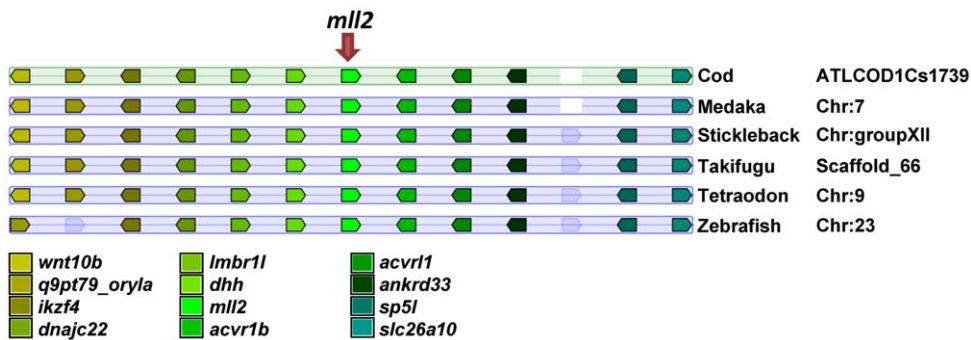 mll2
Cod ATLCOD1Cs1739
Medaka Chr:7
Stickleback Chr:groupXII
Takifugu Scaffold_66
Tetraodon Chr:9
Zebrafish Chr:23
wnt10b lmbr1l acvrl1
q9pt79_oryla dhh ankrd33
ikzf4 mll2 sp5l
dnajc22 acvr1b slc26a10